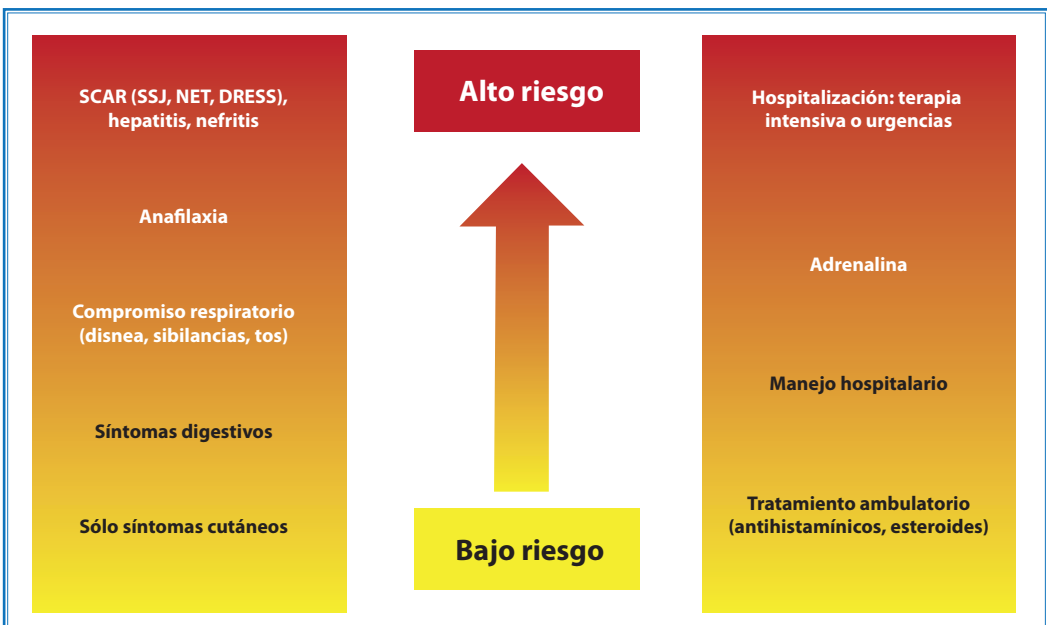 SCAR (SSJ, NET, DRESS),
hepatitis, nefritis
Anafilaxia
Compromiso respiratorio
(disnea, sibilancias, tos)
Síntomas digestivos
Sólo síntomas cutáneos
Alto riesgo
Bajo riesgo
Hospitalización: terapia
intensiva o urgencias
Adrenalina
Manejo hospitalario
Tratamiento ambulatorio
(antihistamínicos, esteroides)